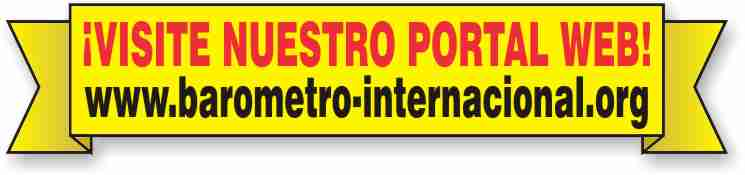 ¡VISITE NUESTRO PORTAL WEB!
www.barometro-internacional.org